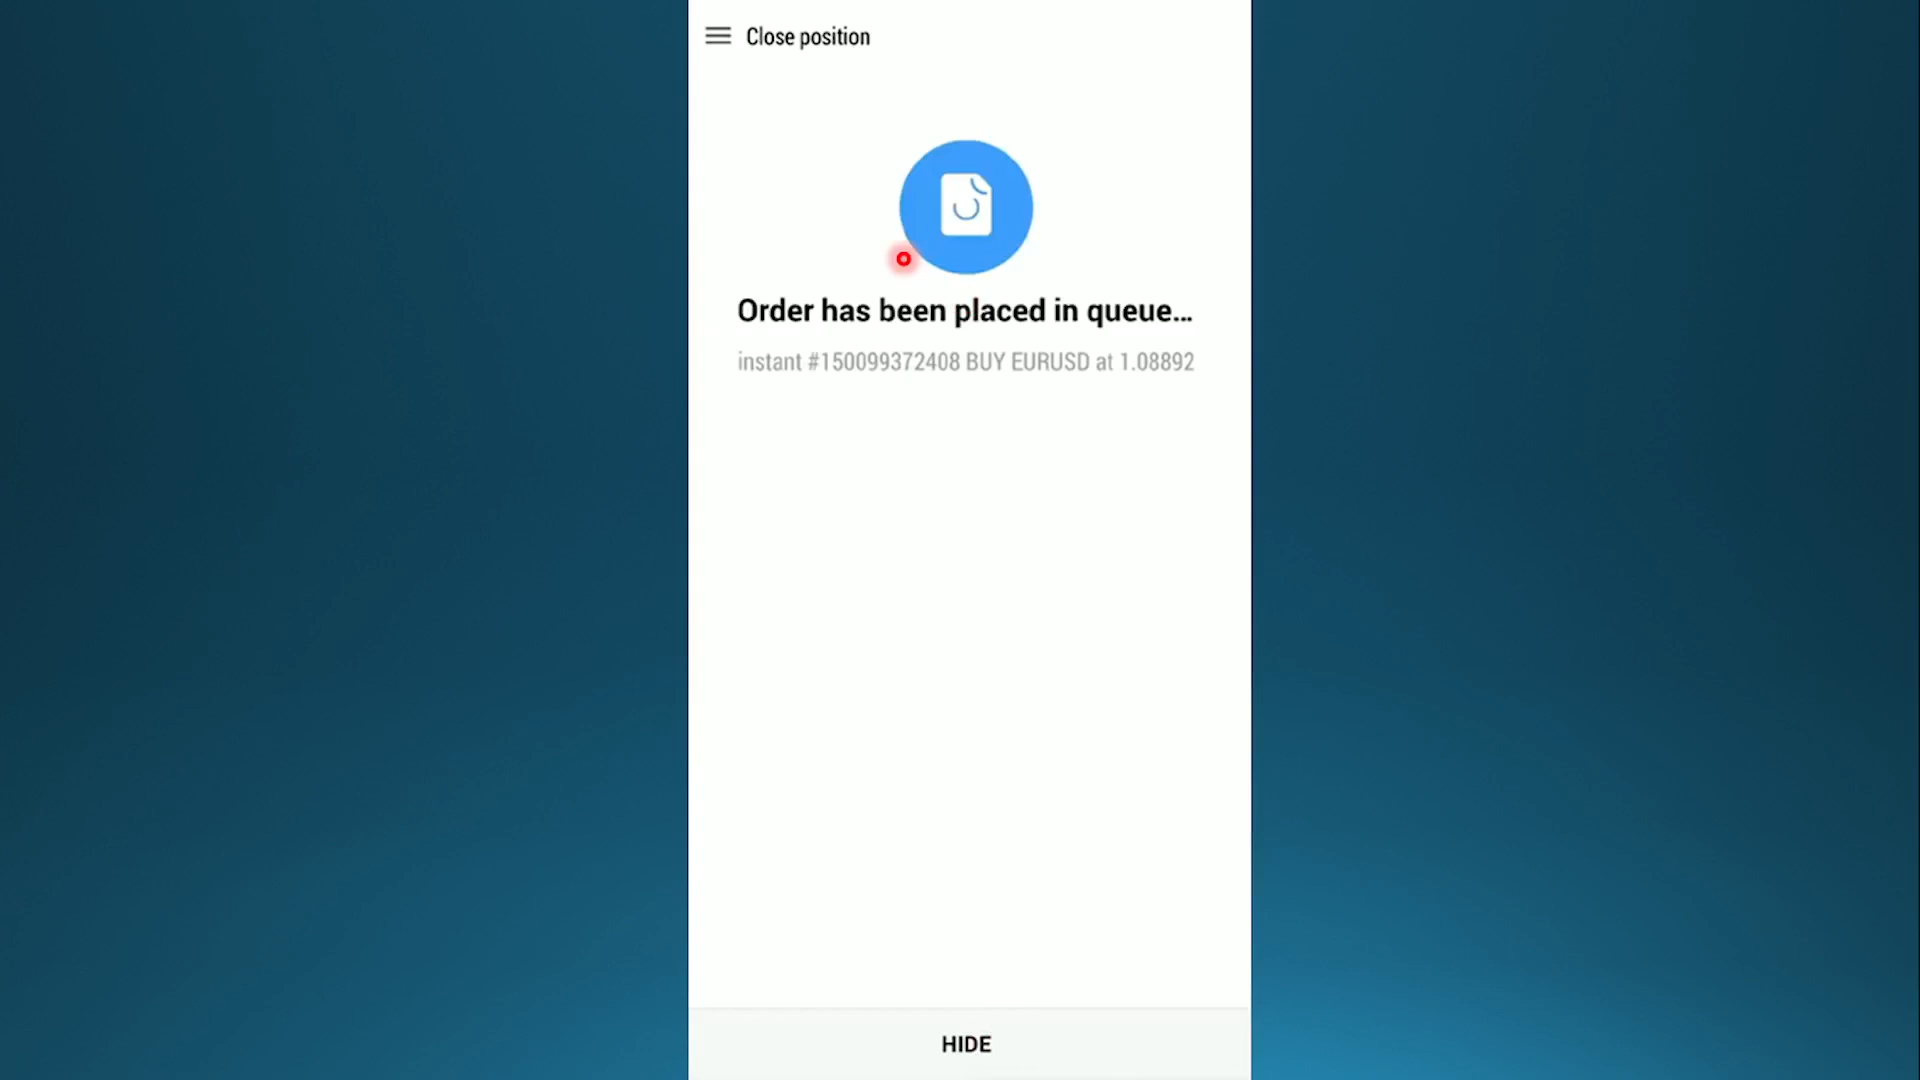 Close position
Order has been placed in queue...
instant #150099372408 BUY EURUSD at 1.08892
HIDE